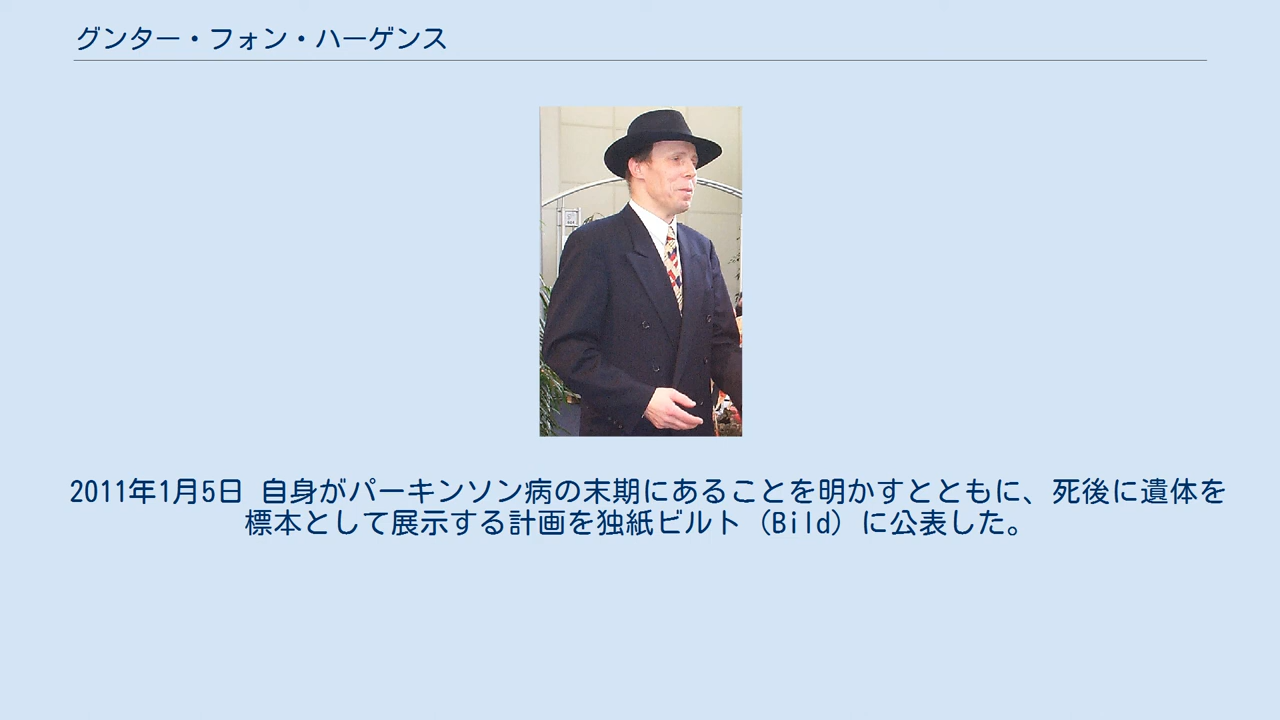 グンター・フォン・ハーゲンス
2011年1月5日 自身がパーキンソン病の末期にあることを明かすとともに、死後に遺体を
標本として展示する計画を独紙ビルト（Bild）に公表した。